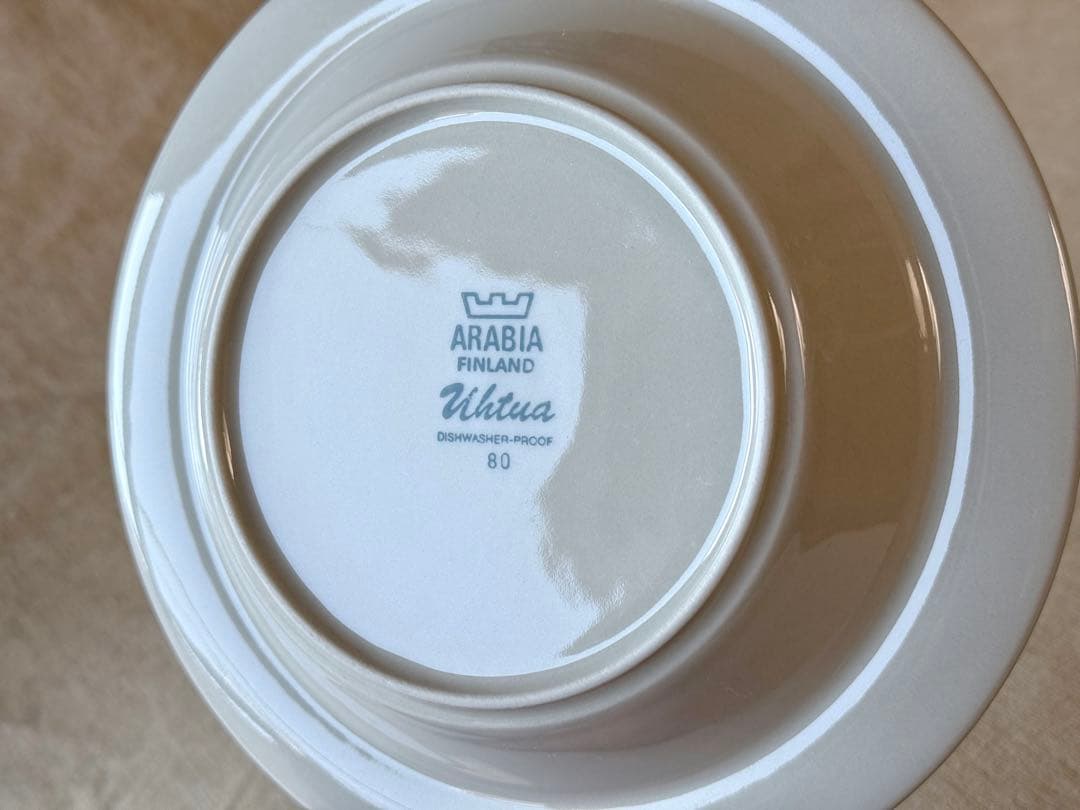 ARABIA
FINLAND
Uhtua
DISHWASHER-PROOF
80